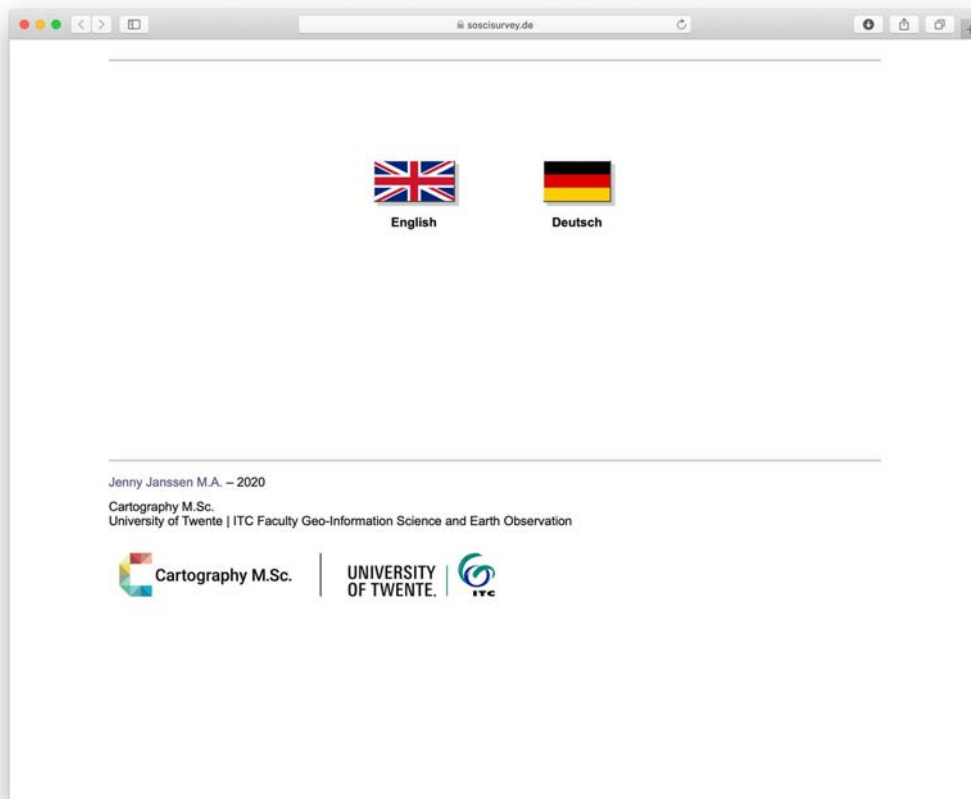 soscisurvey.de
English
Deutsch
Jenny Janssen M.A. – 2020
Cartography M.Sc.
University of Twente | ITC Faculty Geo-Information Science and Earth Observation
Cartography M.Sc.
UNIVERSITY
OF TWENTE.
ITC